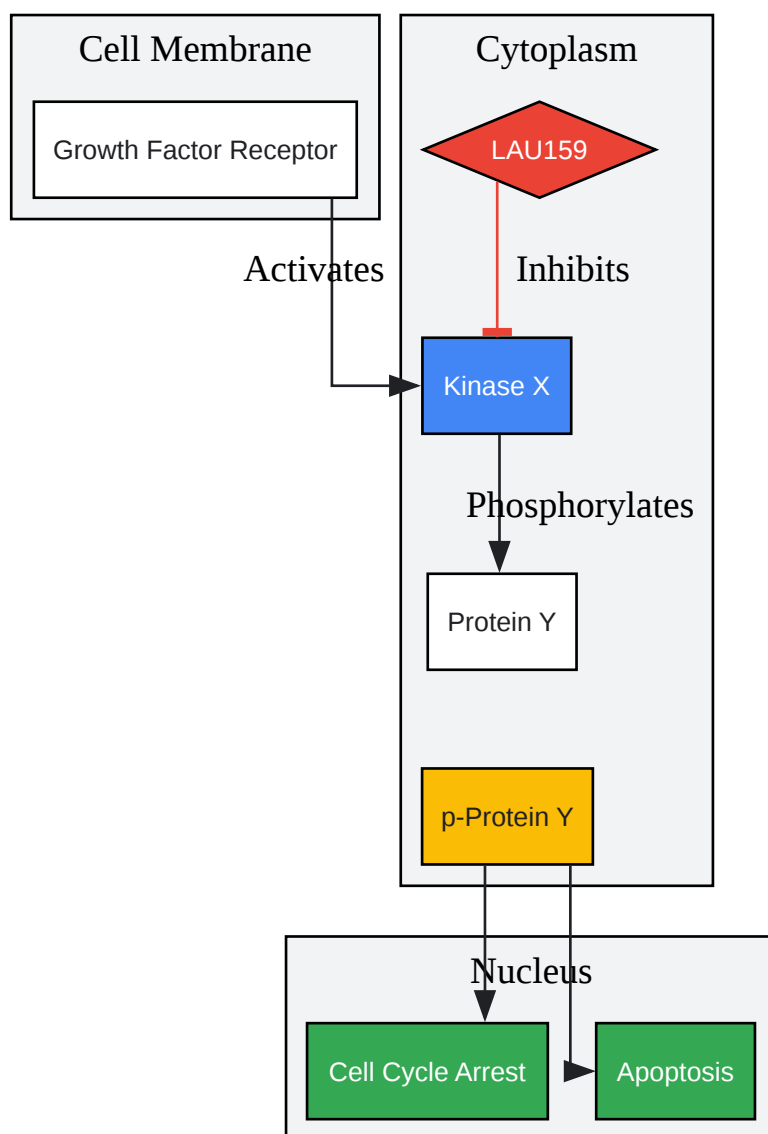 Cell Membrane
Growth Factor Receptor
Cytoplasm
LAU159
Activates
Inhibits
Kinase X
Phosphorylates
Protein Y
p-Protein Y
Nucleus
Cell Cycle Arrest
Apoptosis